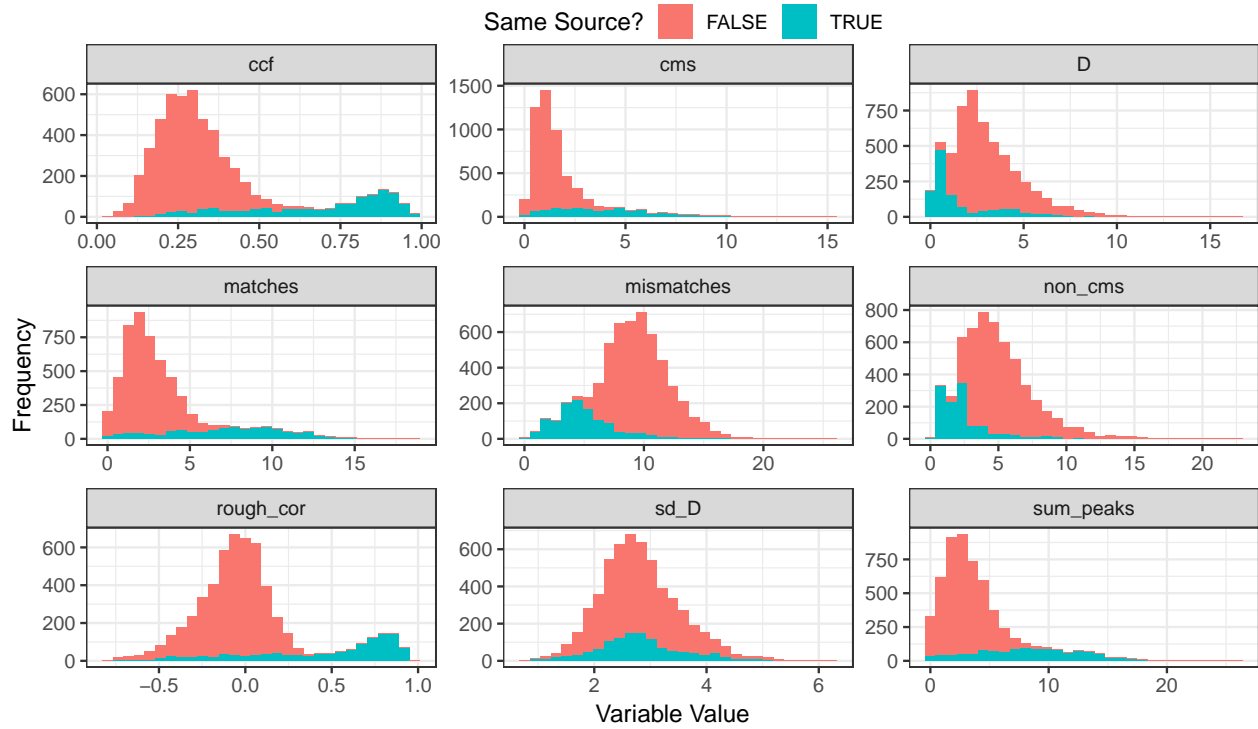 Same Source? FALSE TRUE
ccf cms D
600 400 200 0
0.00 0.25 0.50 0.75 1.00
1500 1000 500 0
0 5 10 15
750 500 250 0
0 5 10 15
matches mismatches non_cms
750 500 250 0
0 5 10 15
600 400 200 0
0 10 20
800 600 400 200 0
0 5 10 15 20
rough_cor sd_D sum_peaks
600 400 200 0
−0.5 0.0 0.5 1.0
600 400 200 0
2 4 6
750 500 250 0
0 10 20
Frequency
Variable Value